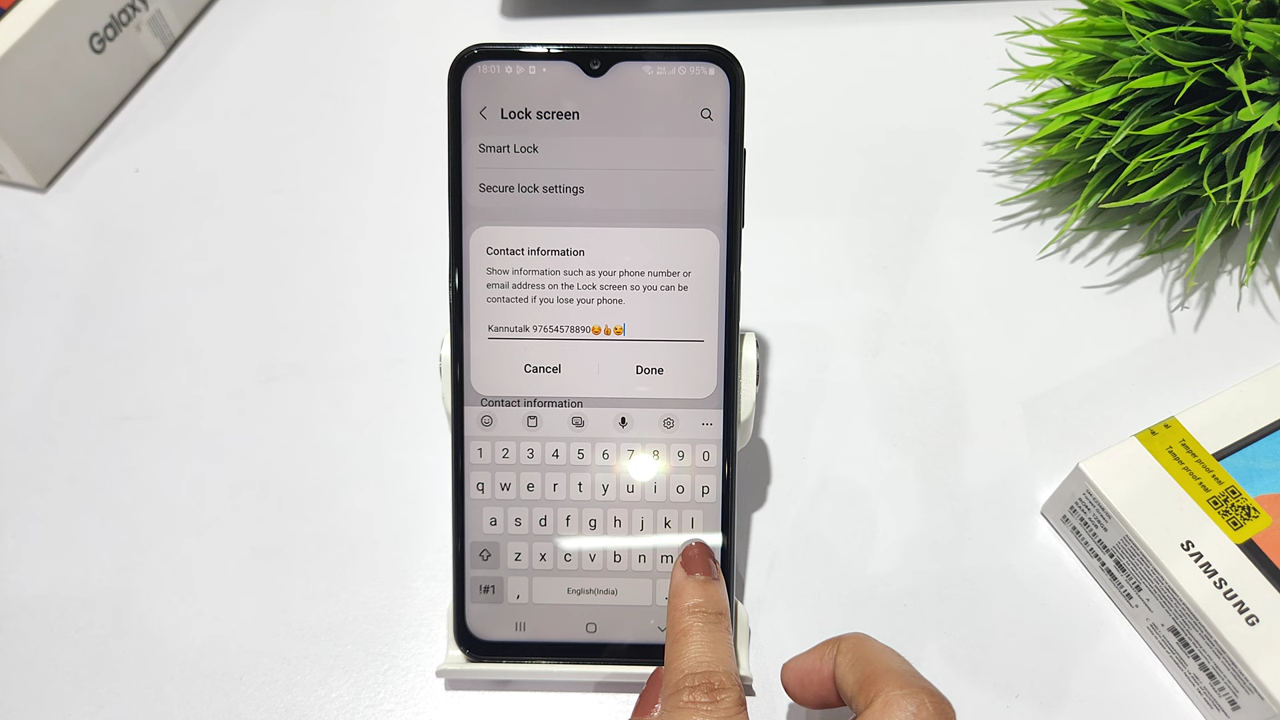 Galaxy
18:01
95%
Lock screen
Smart Lock
Secure lock settings
Contact information
Show information such as your phone number or
email address on the Lock screen so you can be
contacted if you lose your phone.
Kannutalk 97654578890😊👍😉
Cancel
Done
Contact information
1 2 3 4 5 6 7 8 9 0
q w e r t y u i o p
a s d f g h j k l
z x c v b n m
!#1 , English(India) .
Tamper proof seal
Tamper proof seal
SAMSUNG